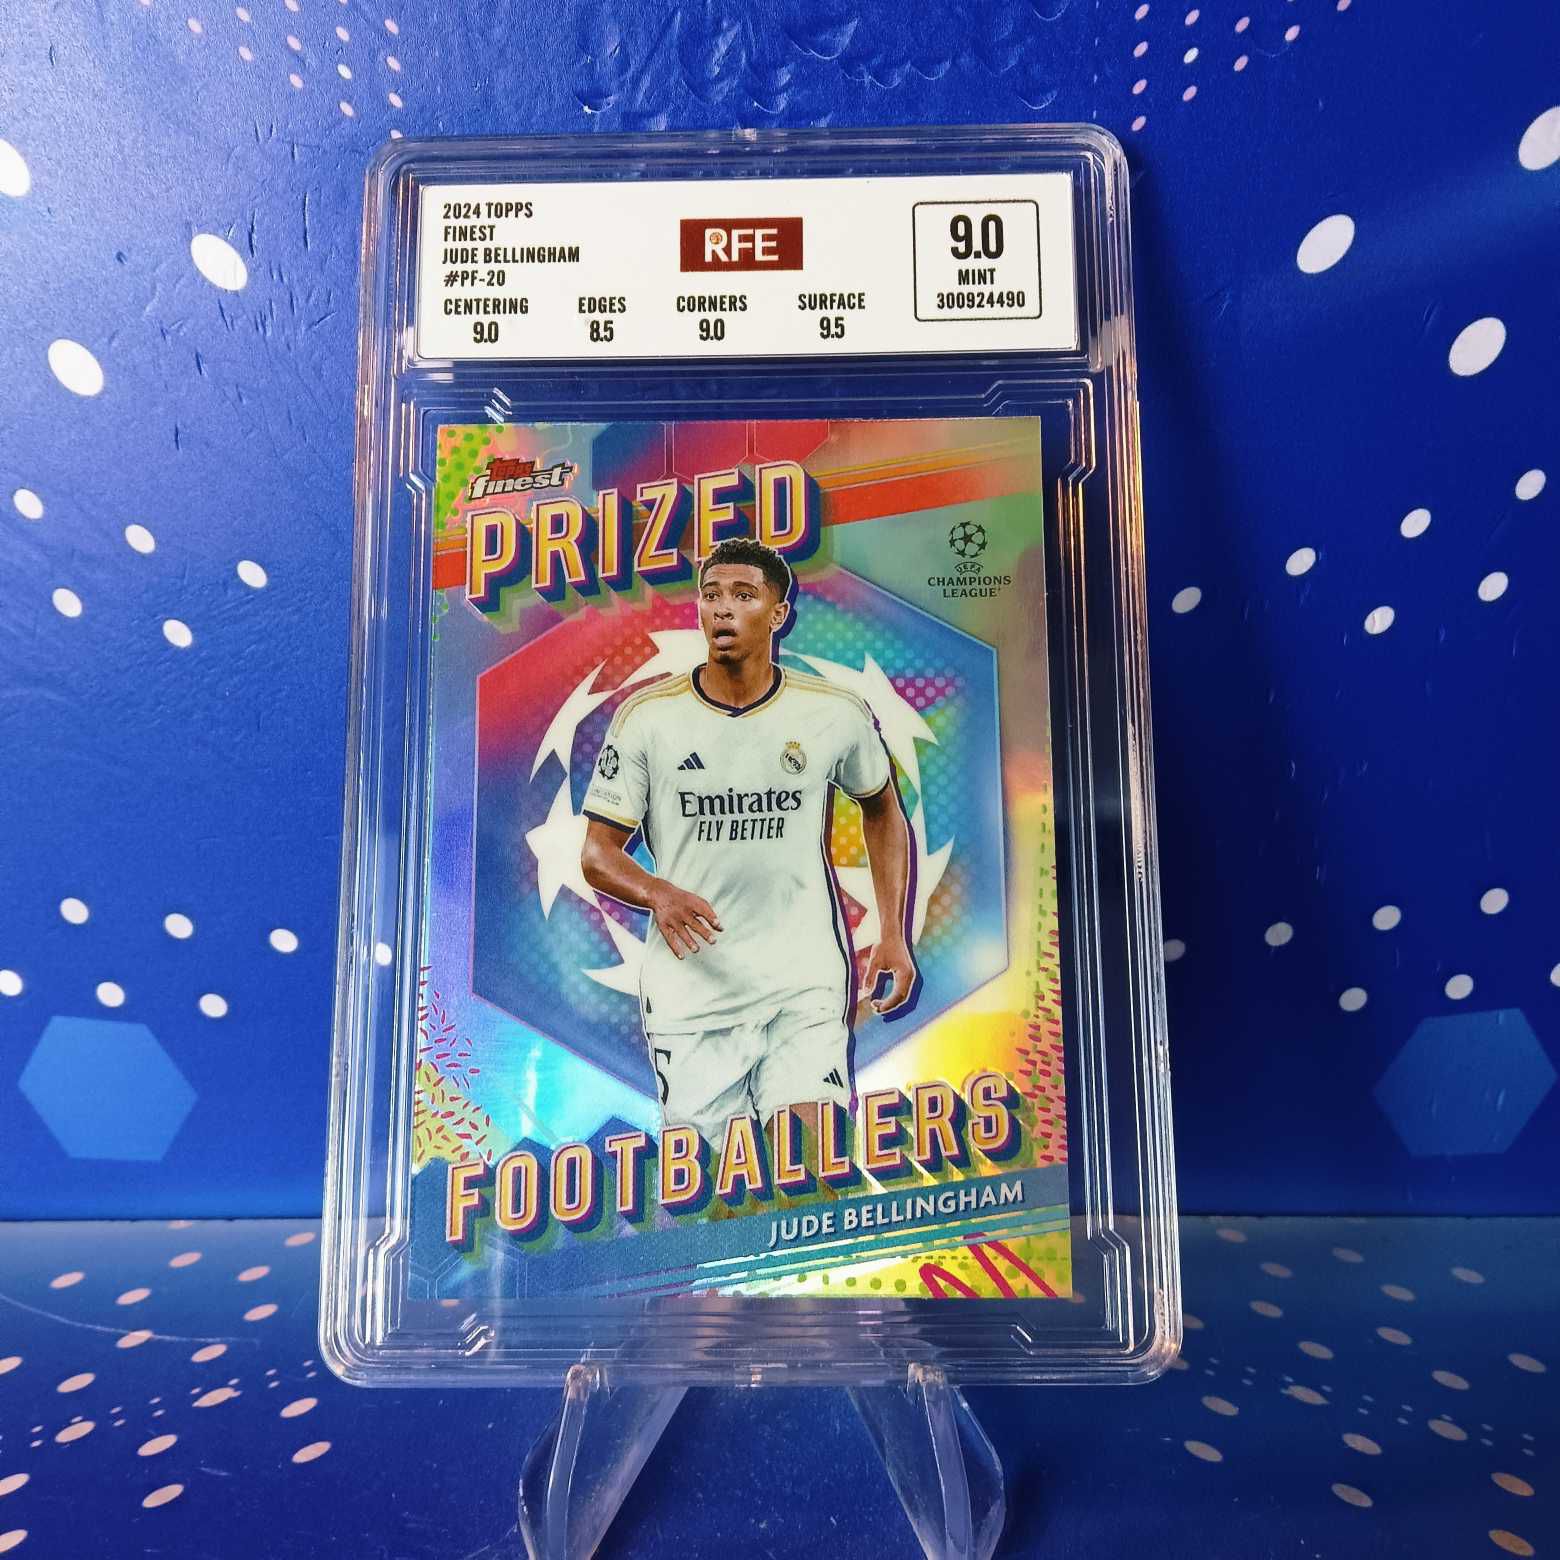 2024 TOPPS
FINEST
JUDE BELLINGHAM
#PF-20
RFE
9.0
MINT
300924490
CENTERING EDGES CORNERS SURFACE
9.0 8.5 9.0 9.5
topps
finest
PRIZED
UEFA
CHAMPIONS
LEAGUE
Emirates
FLY BETTER
5
FOOTBALLERS
JUDE BELLINGHAM